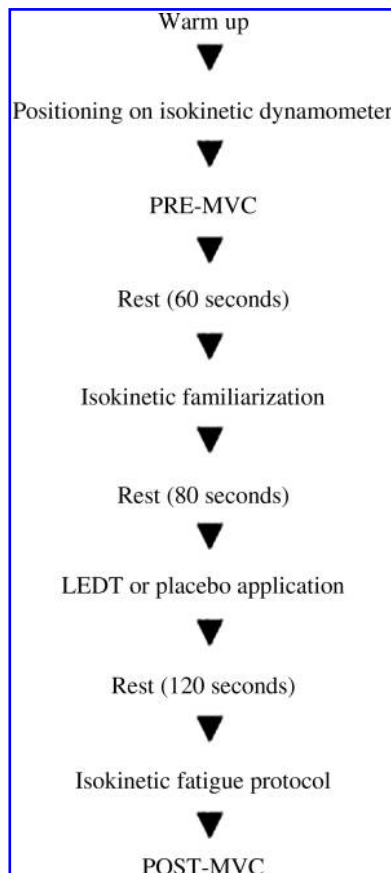 Warm up
Positioning on isokinetic dynamometer
PRE-MVC
Rest (60 seconds)
Isokinetic familiarization
Rest (80 seconds)
LEDT or placebo application
Rest (120 seconds)
Isokinetic fatigue protocol
POST-MVC